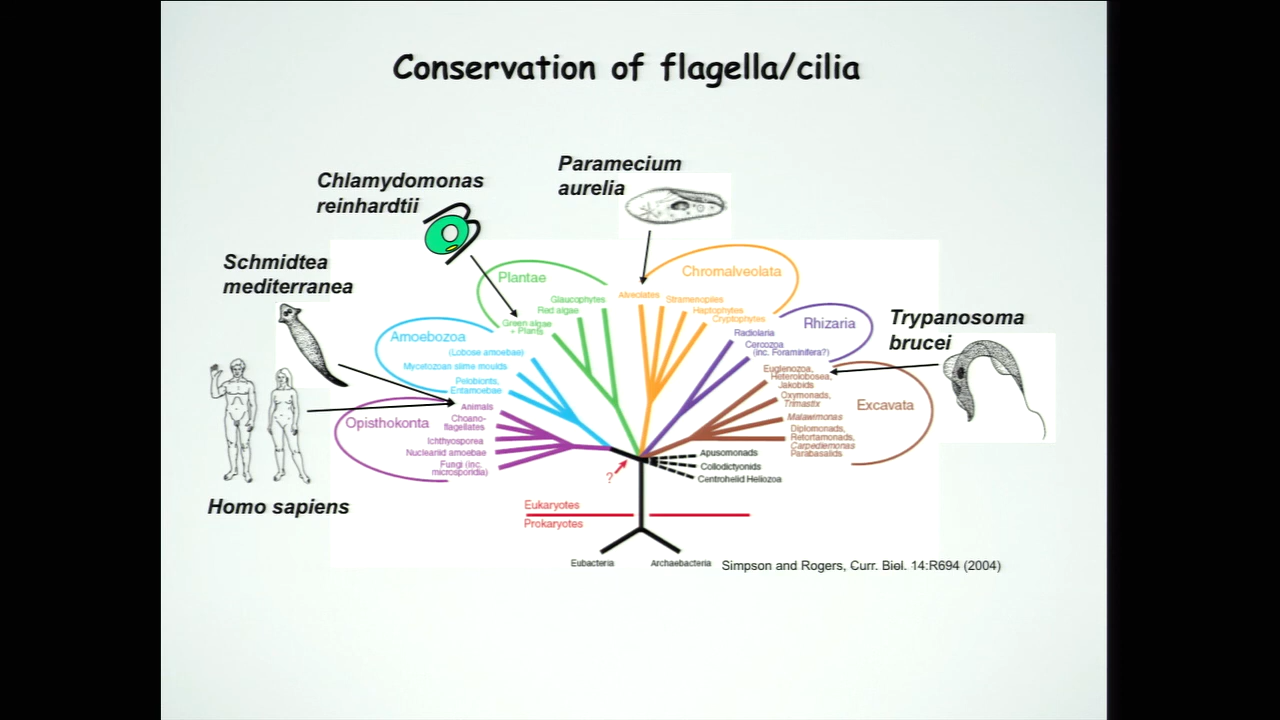 Conservation of flagella/cilia
Paramecium
aurelia
Chlamydomonas
reinhardtii
Schmidtea
mediterranea
Homo sapiens
Trypanosoma
brucei
Plantae
Glaucophytes
Red algae
Green algae
+ Plants
Chromalveolata
Alveolates
Stramenopiles
Haptophytes
Cryptophytes
Amoebozoa
(Lobose amoebae)
Mycetozoan slime moulds
Pelobionts,
Entamoebae
Rhizaria
Radiolaria
Cercozoa
(inc. Foraminifera?)
Opisthokonta
Animals
Choano-
flagellates
Ichthyosporea
Nucleariid amoebae
Fungi (inc.
microsporidia)
Excavata
Euglenozoa,
Heterolobosea,
Jakobids
Oxymonads,
Trimastix
Malawimonas
Diplomonads,
Retortamonads,
Carpediemonas
Parabasalids
Apusomonads
Collodictyonids
Centrohelid Heliozoa
?
Eukaryotes
Prokaryotes
Eubacteria
Archaebacteria
Simpson and Rogers, Curr. Biol. 14:R694 (2004)